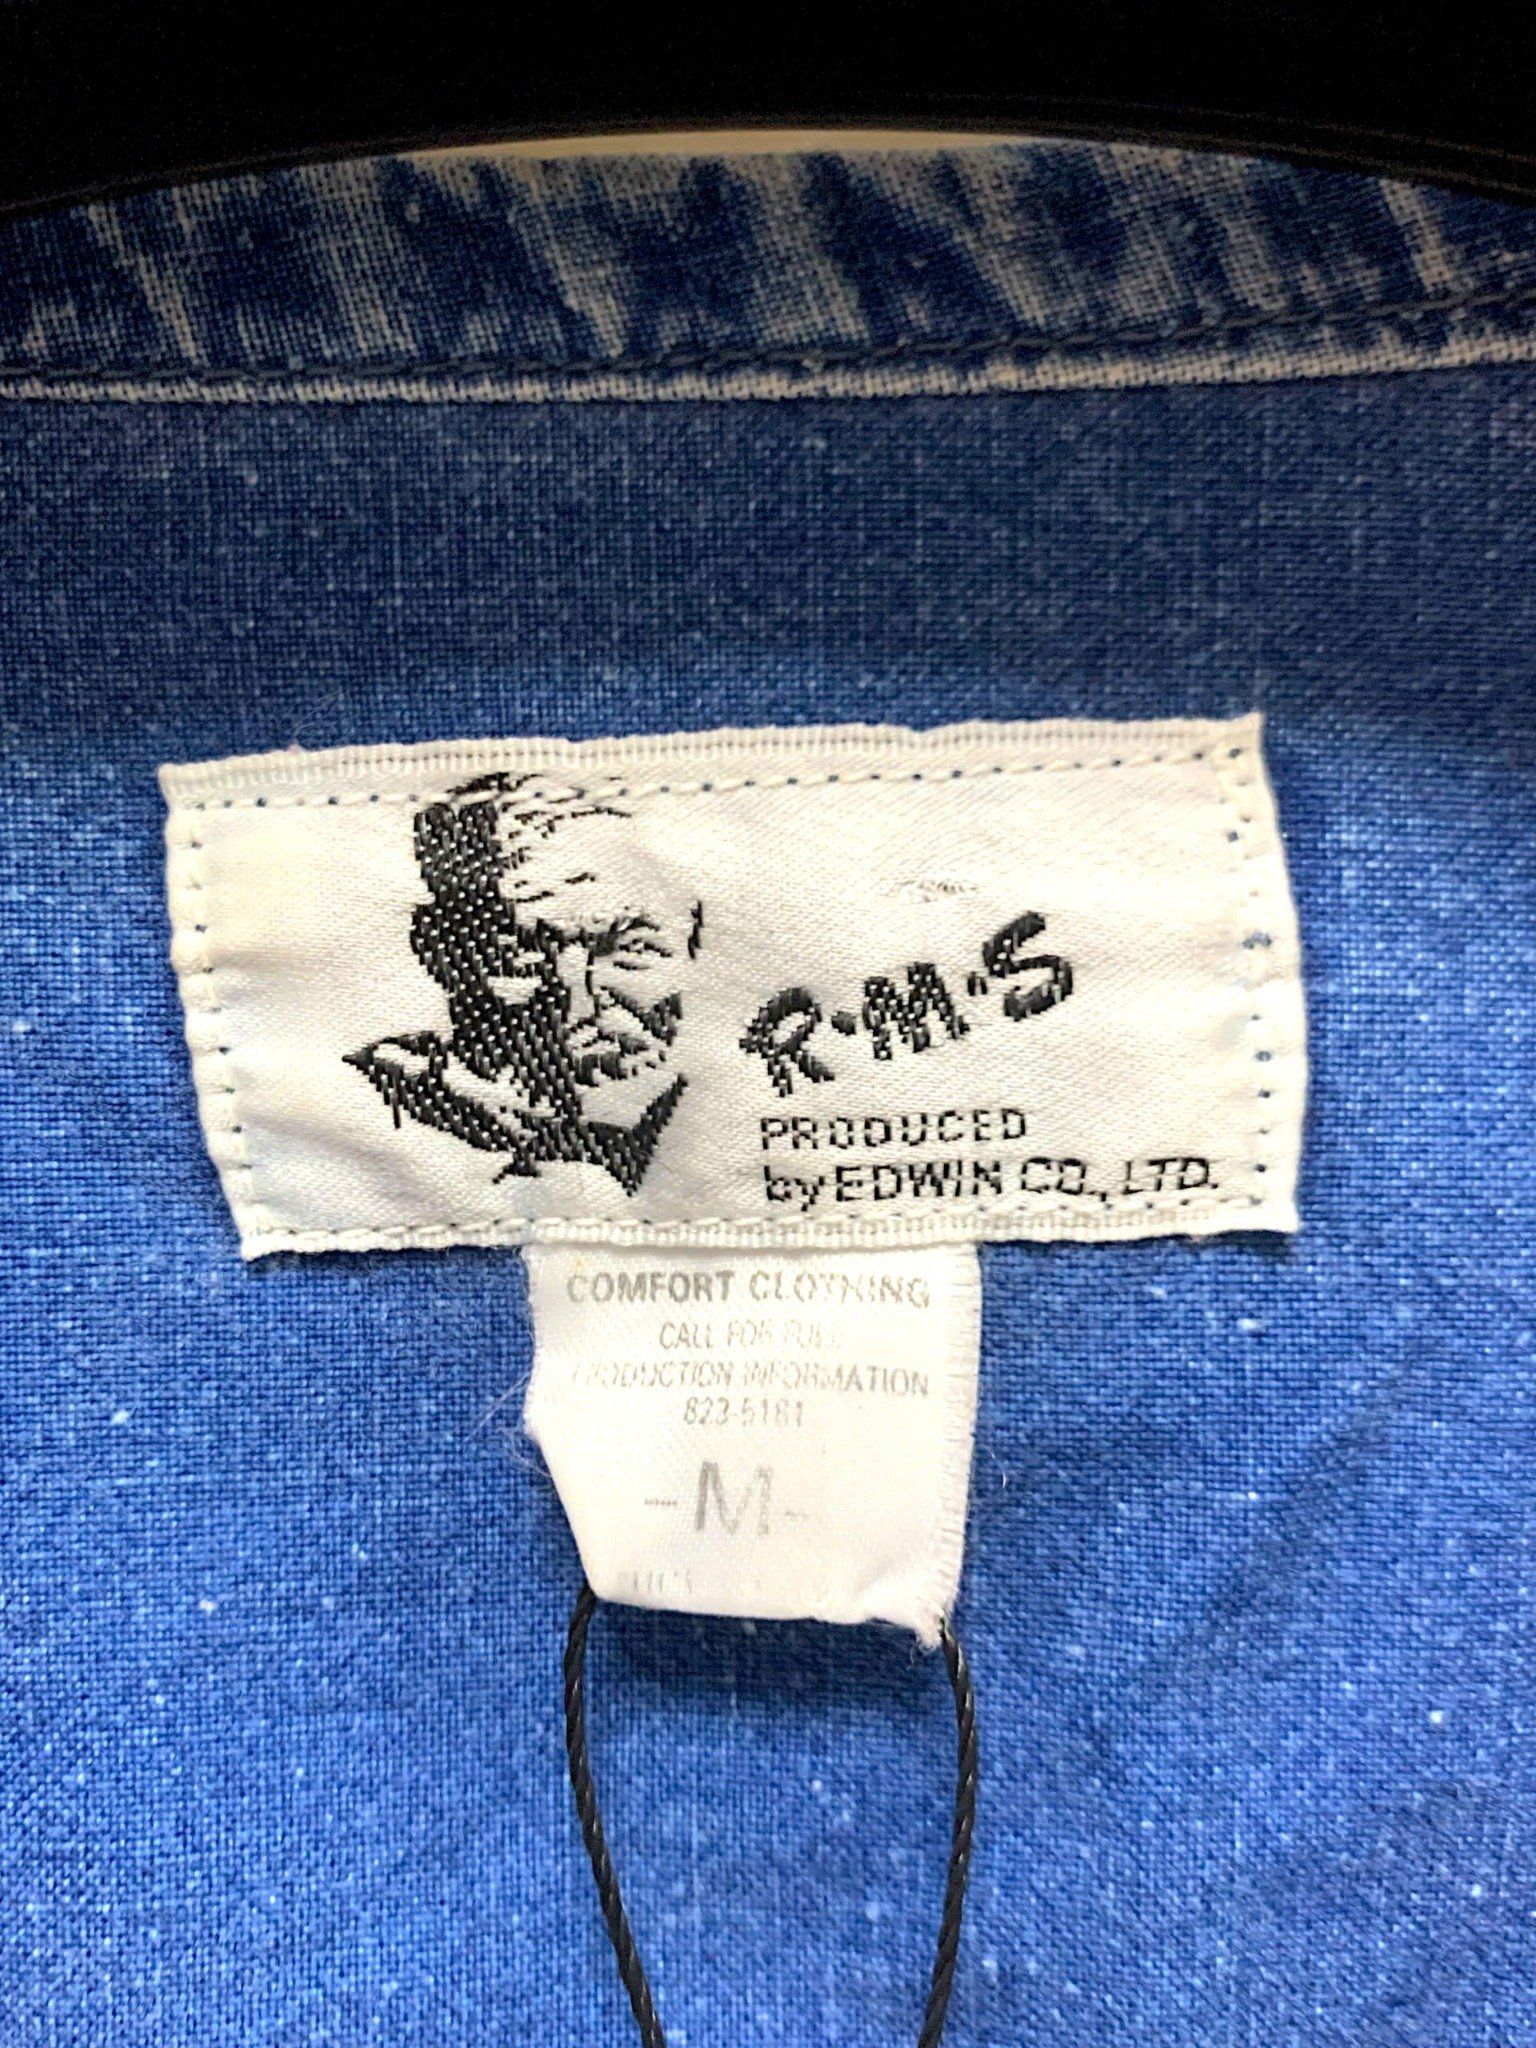 R·M·S
PRODUCED
by EDWIN CO., LTD.
COMFORT CLOTHING
CALL FOR FULL
PRODUCTION INFORMATION
823-5181
-M-